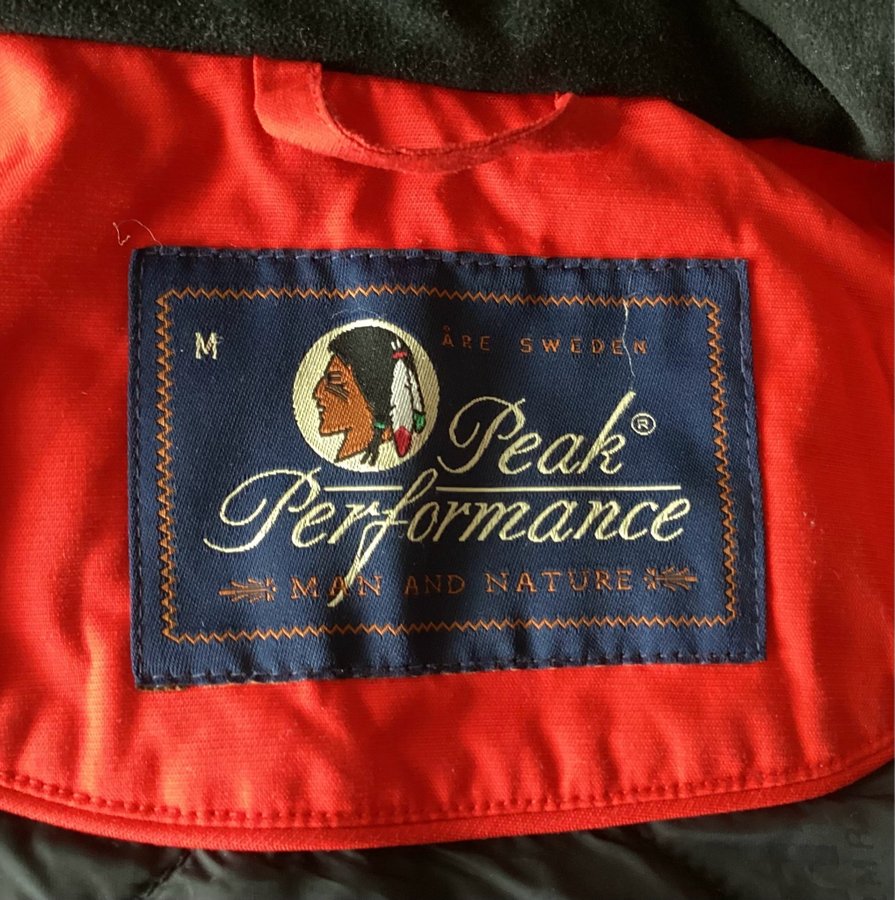 M
ÅRE SWEDEN
Peak®
Performance
MAN AND NATURE